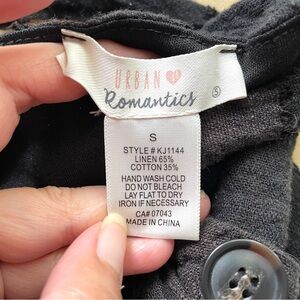 URBAN
Romantics
S
S
STYLE # KJ1144
LINEN 65%
COTTON 35%
HAND WASH COLD
DO NOT BLEACH
LAY FLAT TO DRY
IRON IF NECESSARY
CA# 07043
MADE IN CHINA